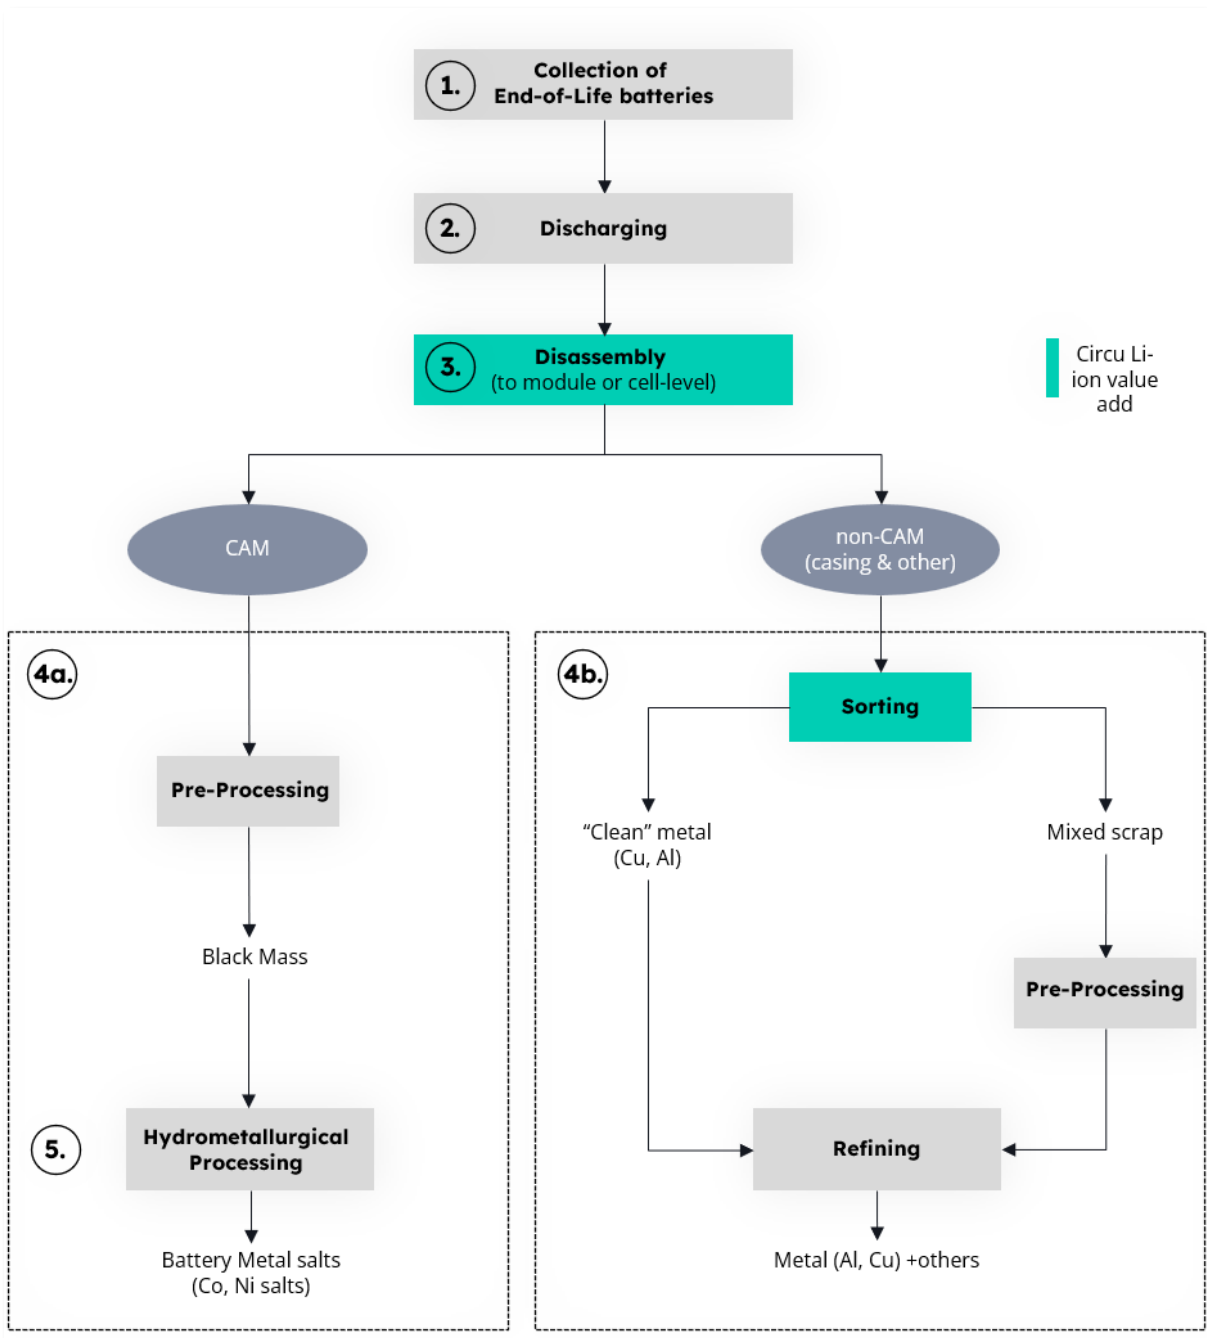 1.
Collection of
End-of-Life batteries
2.
Discharging
3.
Disassembly
(to module or cell-level)
Circu Li-
ion value
add
CAM
non-CAM
(casing & other)
4a.
Pre-Processing
Black Mass
5.
Hydrometallurgical
Processing
Battery Metal salts
(Co, Ni salts)
4b.
Sorting
“Clean” metal
(Cu, Al)
Mixed scrap
Pre-Processing
Refining
Metal (Al, Cu) +others